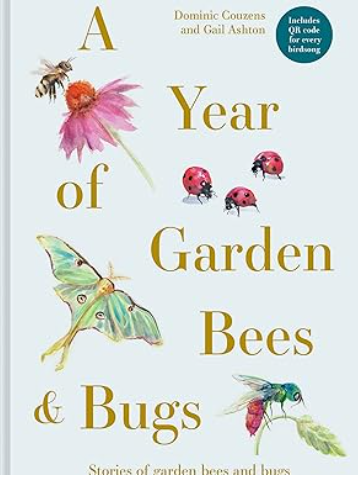 Dominic Couzens
and Gail Ashton
Includes
QR code
for every
birdsong
A
Year
of
Garden
Bees
& Bugs
Stories of garden bees and bugs